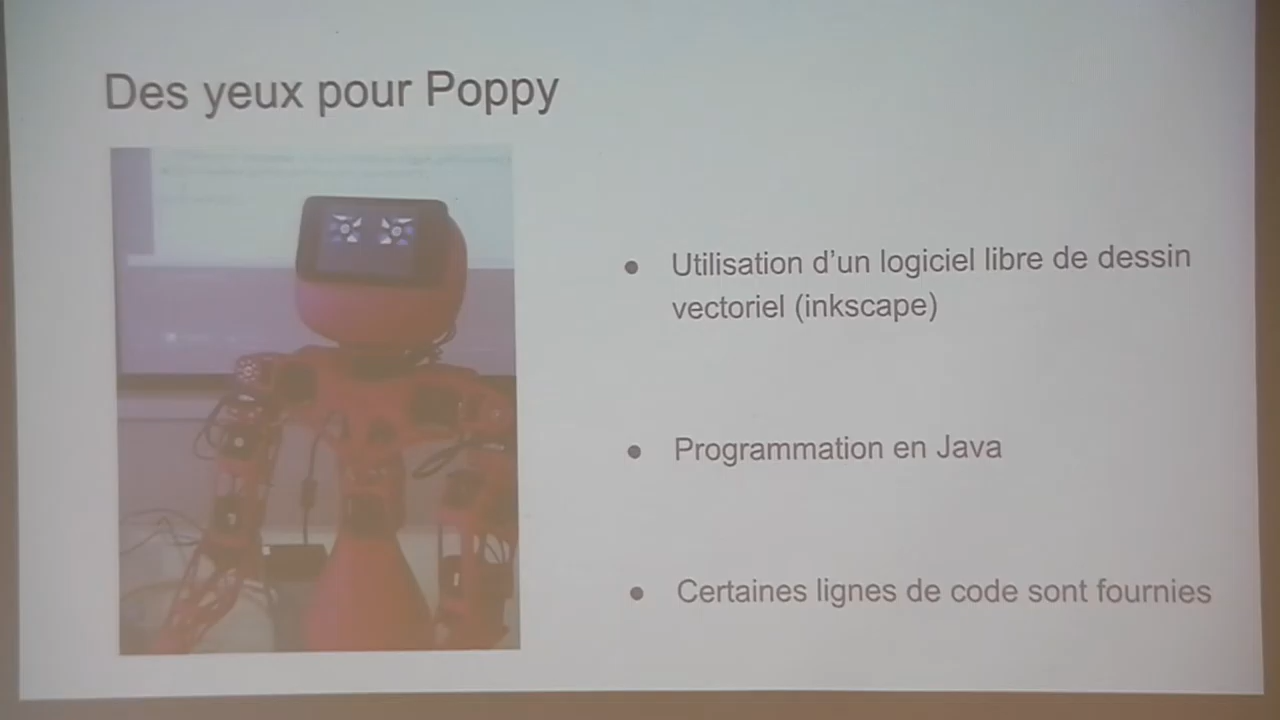 Des yeux pour Poppy
Utilisation d'un logiciel libre de dessin
vectoriel (inkscape)
Programmation en Java
Certaines lignes de code sont fournies